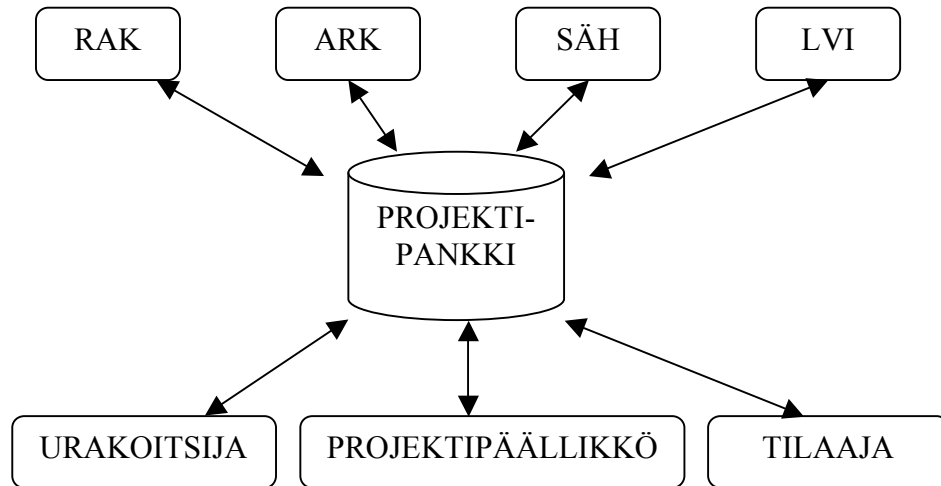 RAK
ARK
SÄH
LVI
PROJEKTI-
PANKKI
URAKOITSIJA
PROJEKTIPÄÄLLIKKÖ
TILAAJA